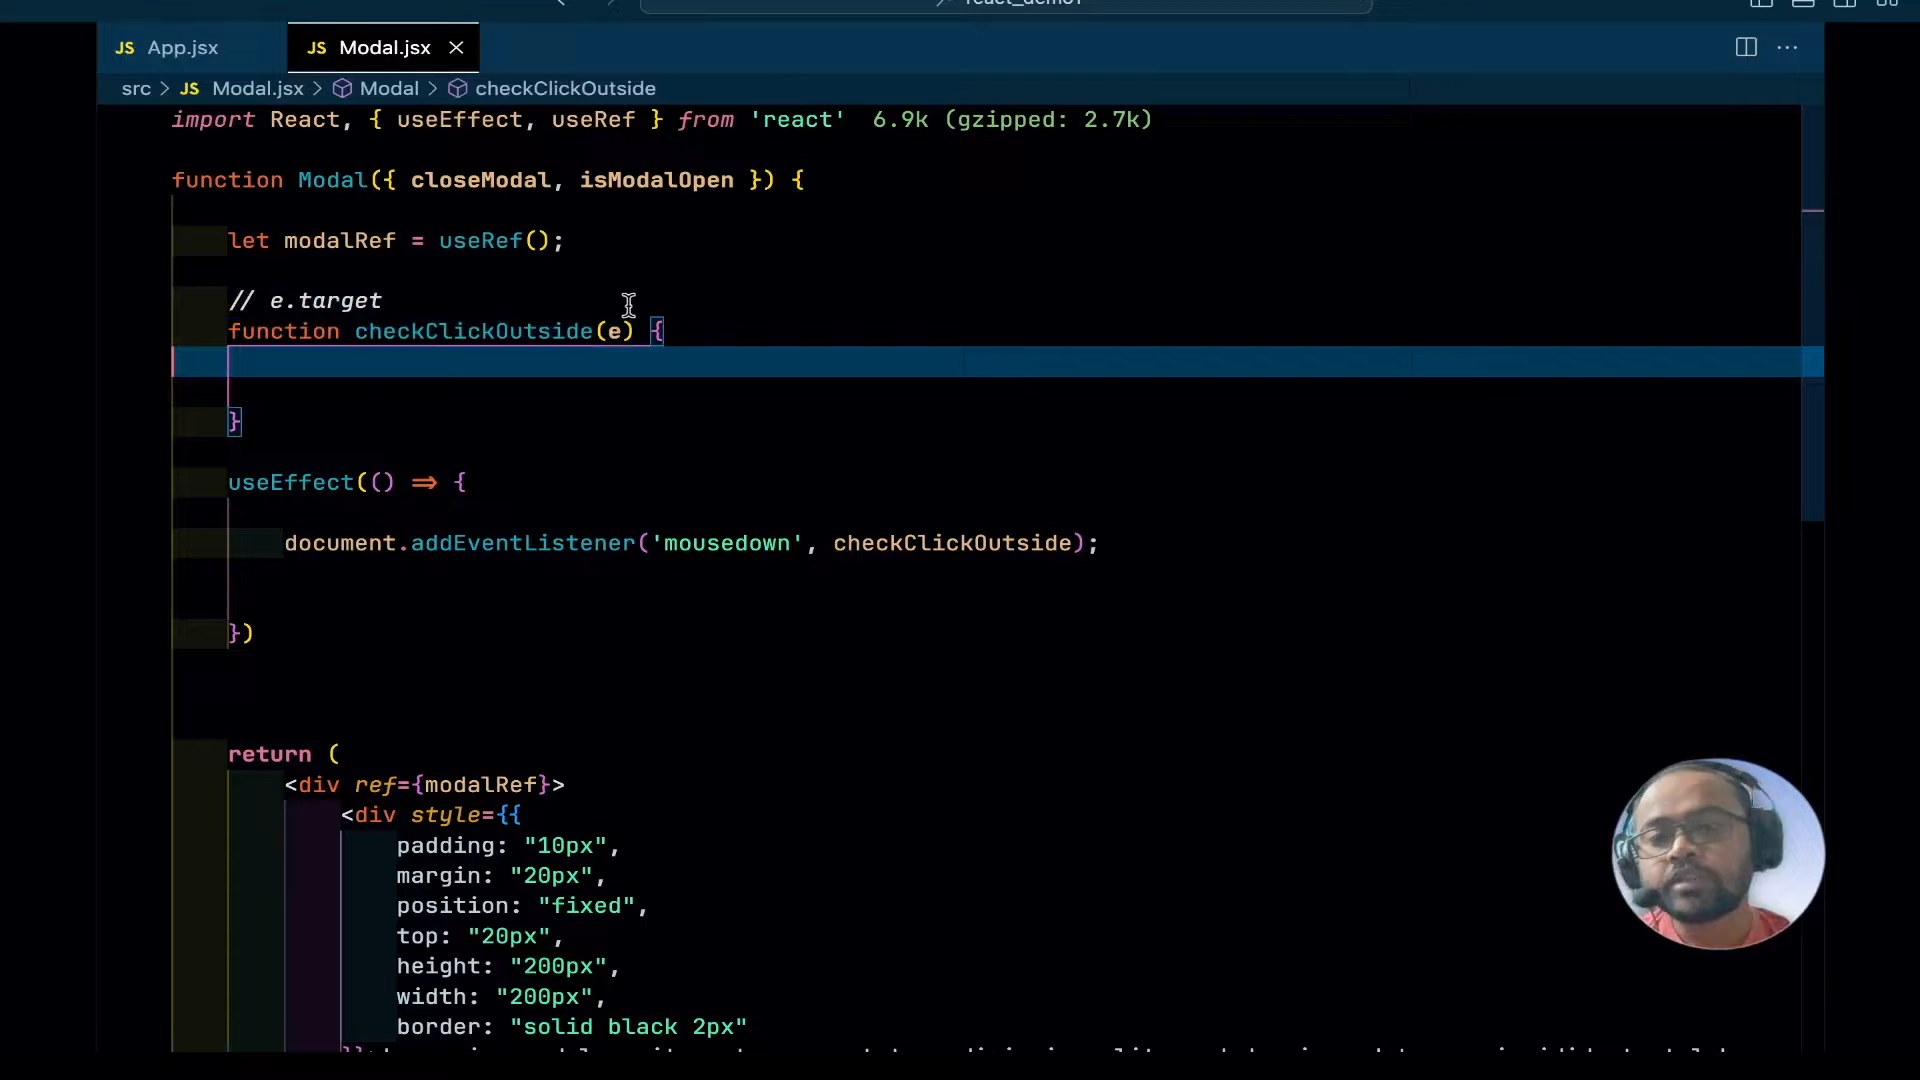 react_demo1
JS App.jsx JS Modal.jsx
src > JS Modal.jsx > Modal > checkClickOutside
import React, { useEffect, useRef } from 'react' 6.9k (gzipped: 2.7k)
function Modal({ closeModal, isModalOpen }) {
let modalRef = useRef();
// e.target
function checkClickOutside(e) {
}
useEffect(() => {
document.addEventListener('mousedown', checkClickOutside);
})
return (
<div ref={modalRef}>
<div style={{
padding: "10px",
margin: "20px",
position: "fixed",
top: "20px",
height: "200px",
width: "200px",
border: "solid black 2px"